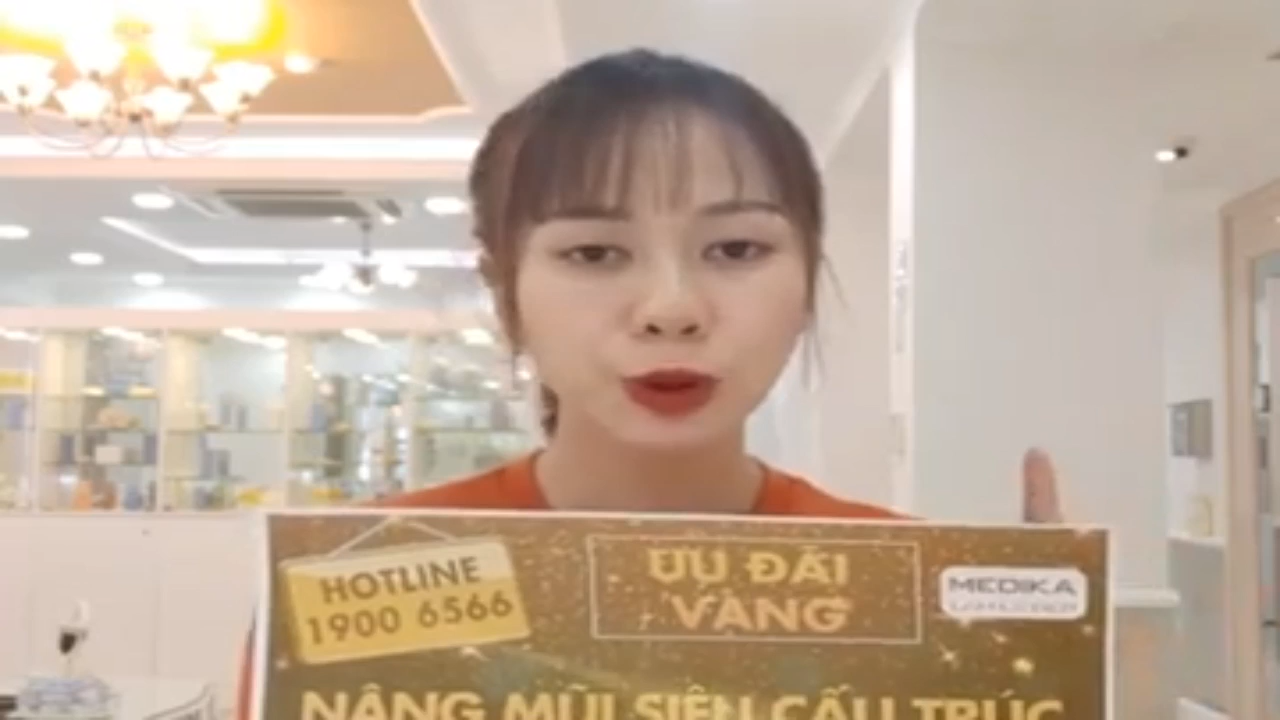 HOTLINE
1900 6566
ƯU ĐÃI
VÀNG
MEDIKA
NÂNG MŨI SIÊU CẤU TRÚC